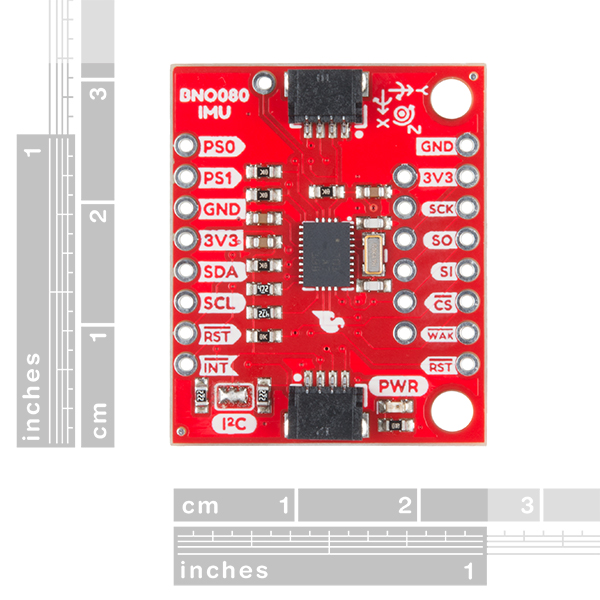 BNO080
IMU
Y
X
Z
PS0
PS1
GND
3V3
SDA
SCL
RST
INT
GND
3V3
SCK
SO
SI
CS
WAK
RST
I²C
PWR
1
inches
3
2
1
cm
cm 1 2 3
inches 1